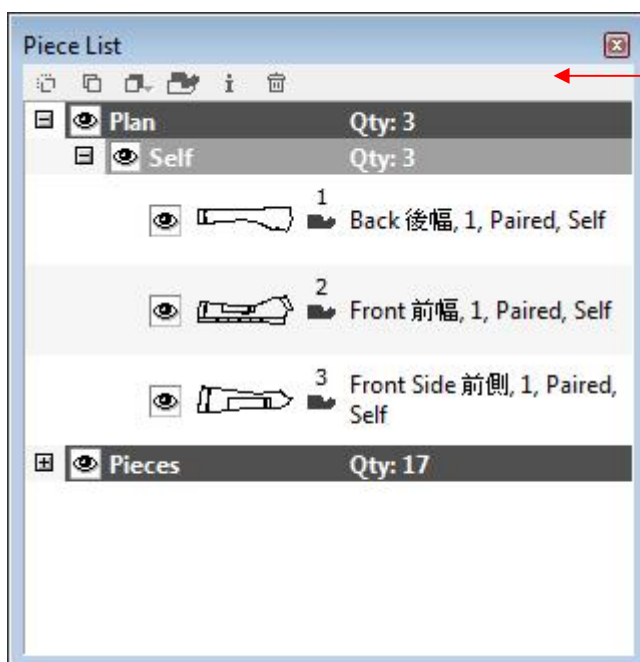 Piece List
Plan Qty: 3
Self Qty: 3
1
Back 後幅, 1, Paired, Self
2
Front 前幅, 1, Paired, Self
3
Front Side 前側, 1, Paired,
Self
Pieces Qty: 17